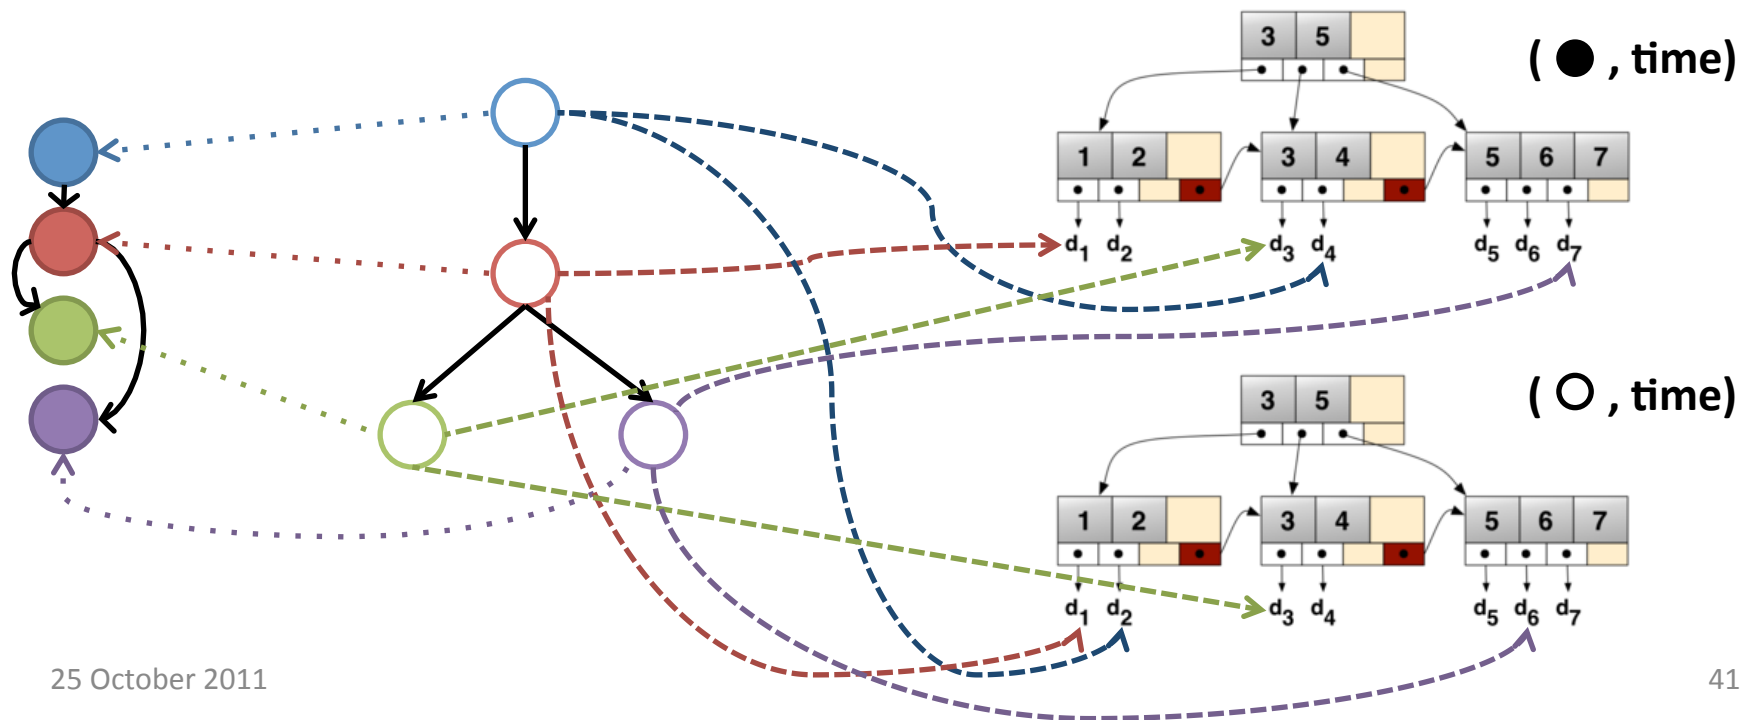 3 5
( ● , time)
1 2 3 4 5 6 7
d1 d2 d3 d4 d5 d6 d7
3 5
( ○ , time)
1 2 3 4 5 6 7
d1 d2 d3 d4 d5 d6 d7
25 October 2011 41